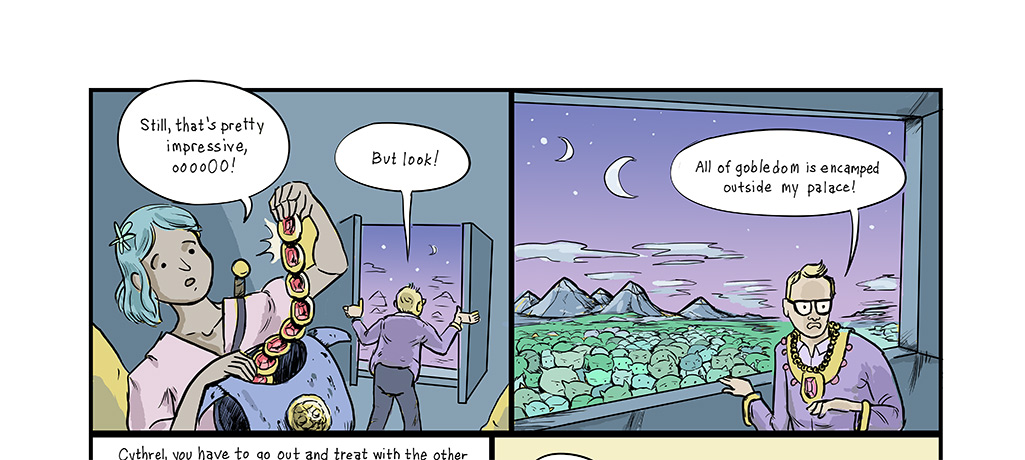 Still, that's pretty
impressive,
ooooOO!
But look!
All of gobledom is encamped
outside my palace!
Cythrel, you have to go out and treat with the other